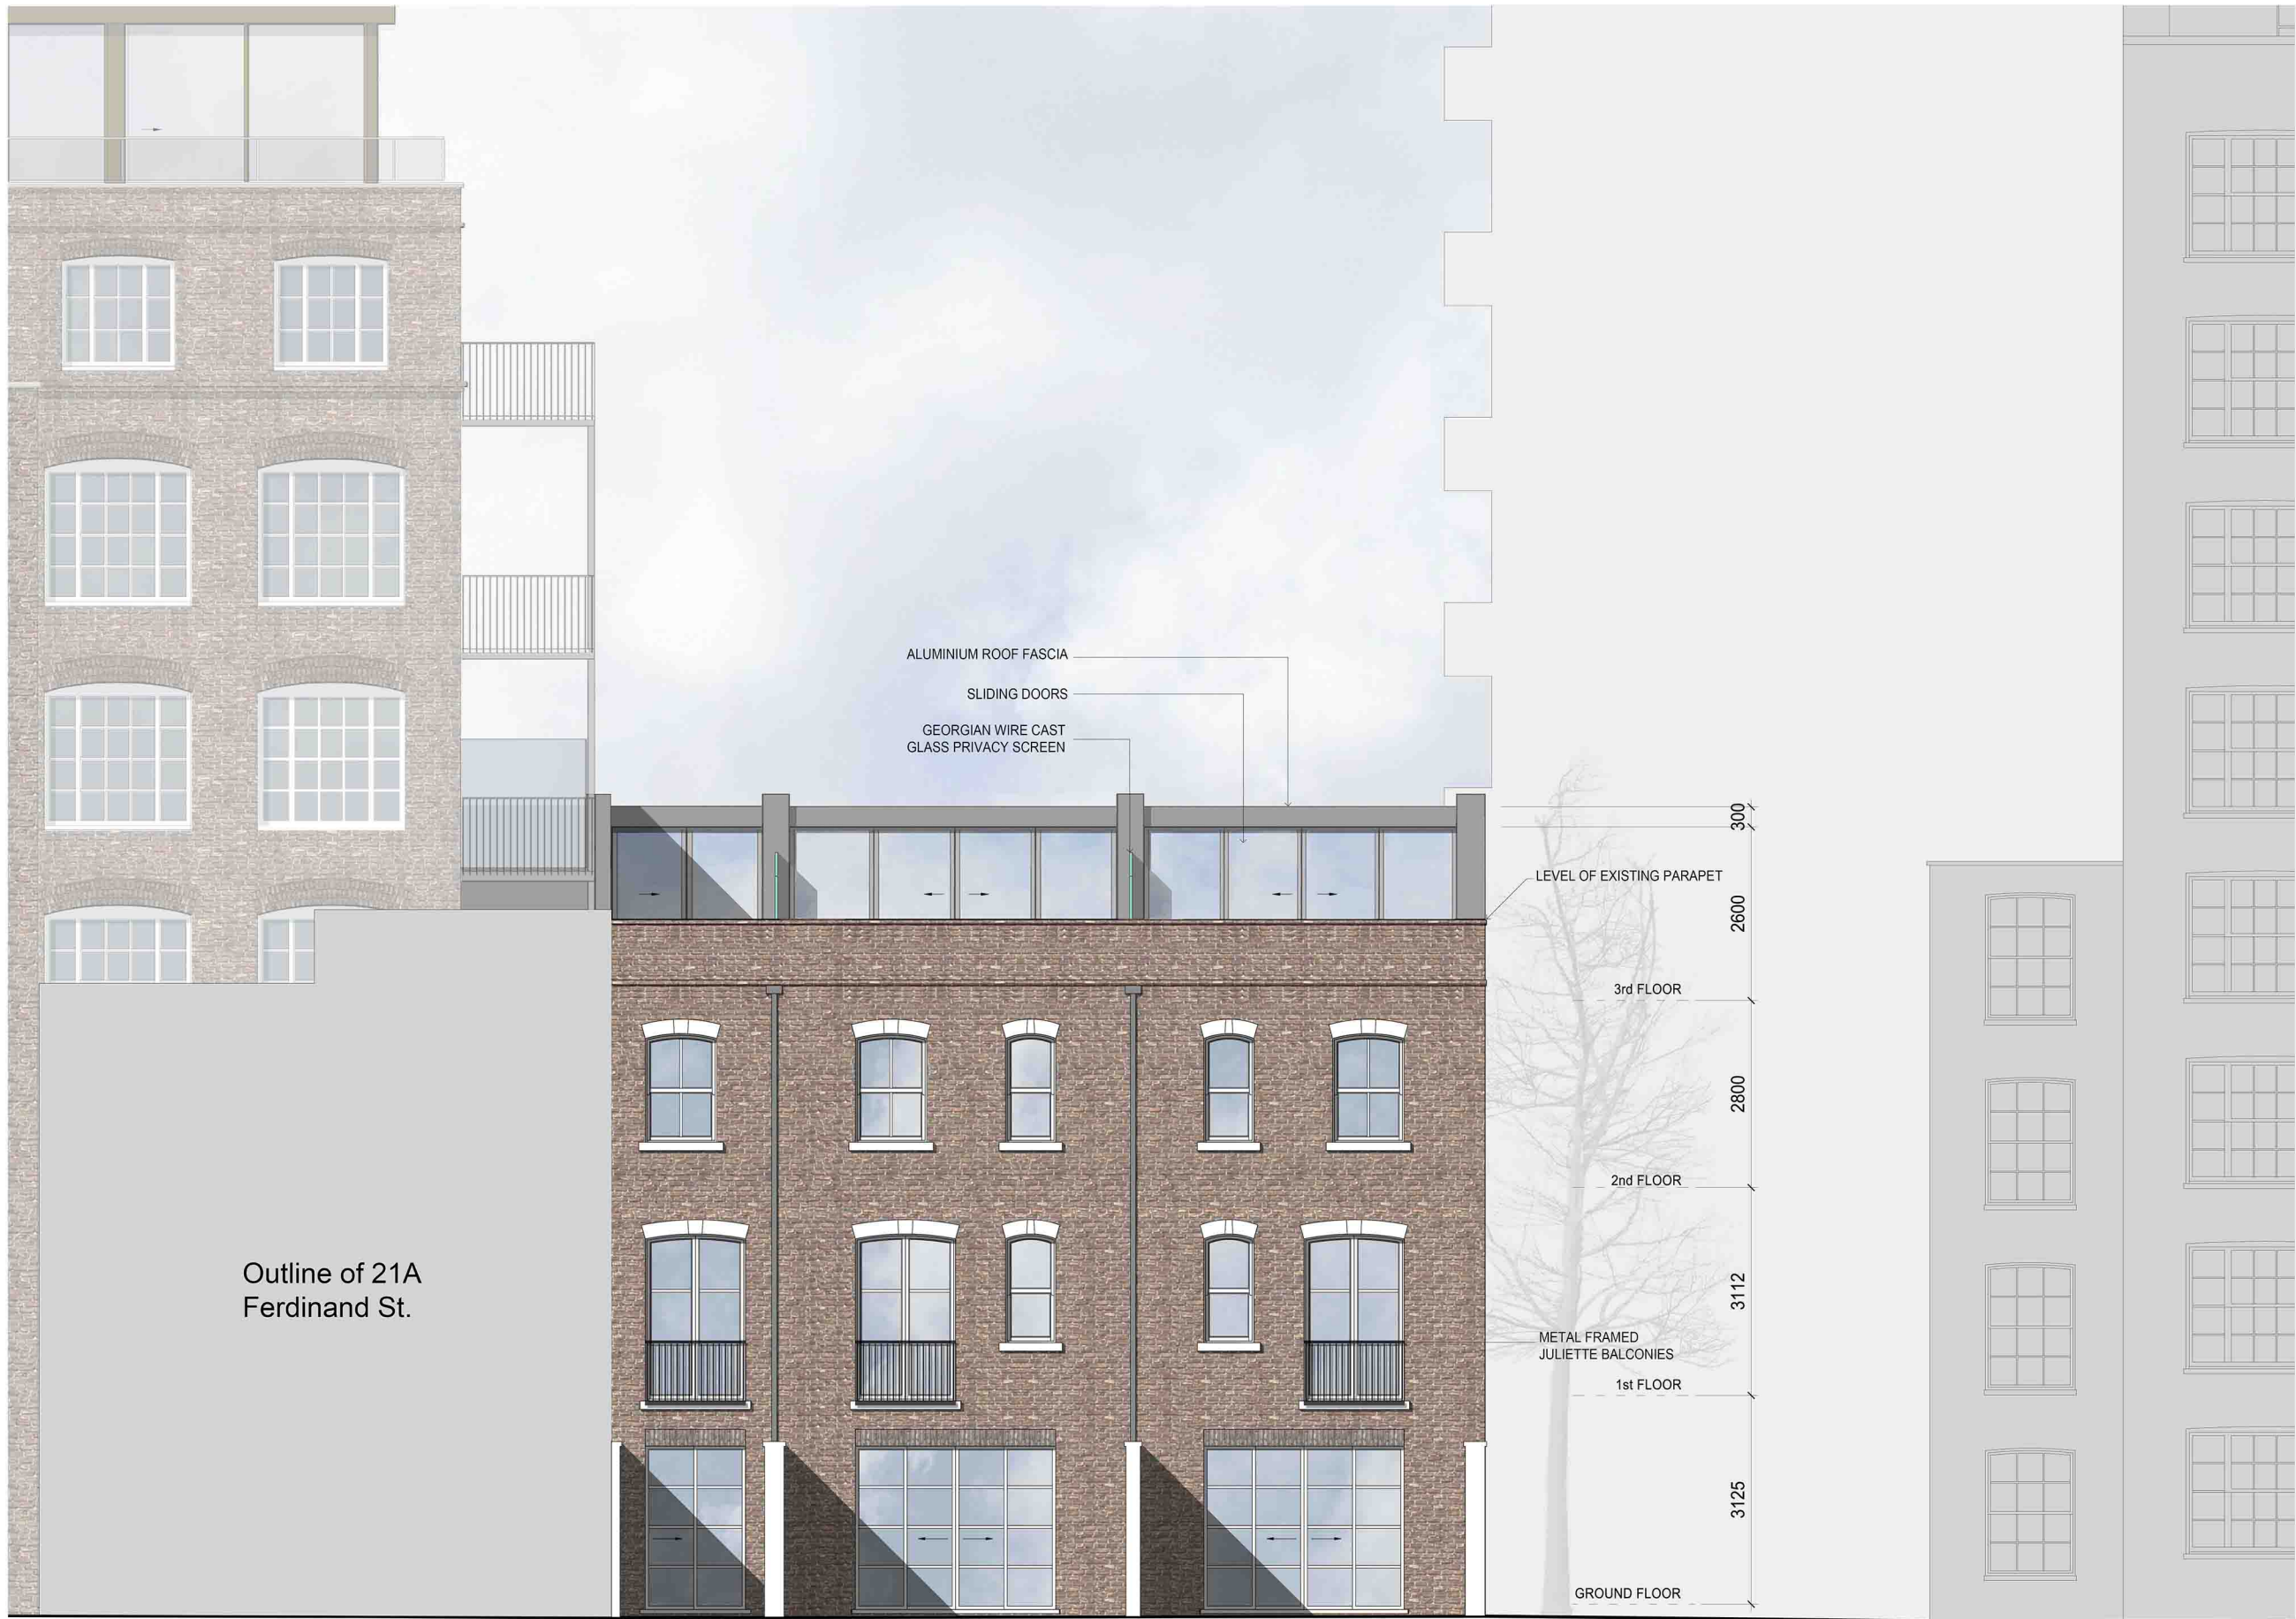 ALUMINIUM ROOF FASCIA
SLIDING DOORS
GEORGIAN WIRE CAST
GLASS PRIVACY SCREEN
300
LEVEL OF EXISTING PARAPET
2600
3rd FLOOR
2800
2nd FLOOR
Outline of 21A
Ferdinand St.
3112
METAL FRAMED
JULIETTE BALCONIES
1st FLOOR
3125
GROUND FLOOR